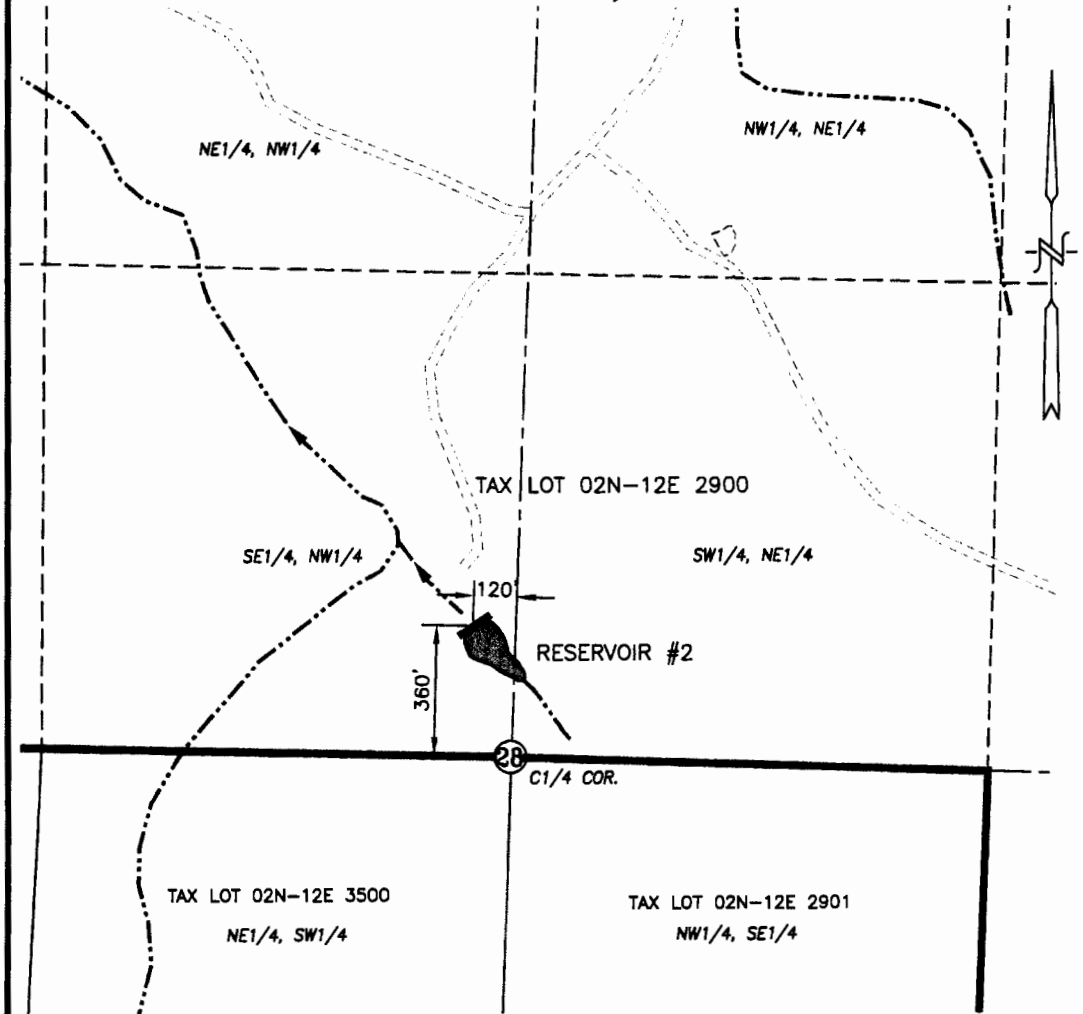 NE1/4, NW1/4
NW1/4, NE1/4
N
TAX LOT 02N-12E 2900
SE1/4, NW1/4
SW1/4, NE1/4
120'
RESERVOIR #2
360'
28
C1/4 COR.
TAX LOT 02N-12E 3500
NE1/4, SW1/4
TAX LOT 02N-12E 2901
NW1/4, SE1/4